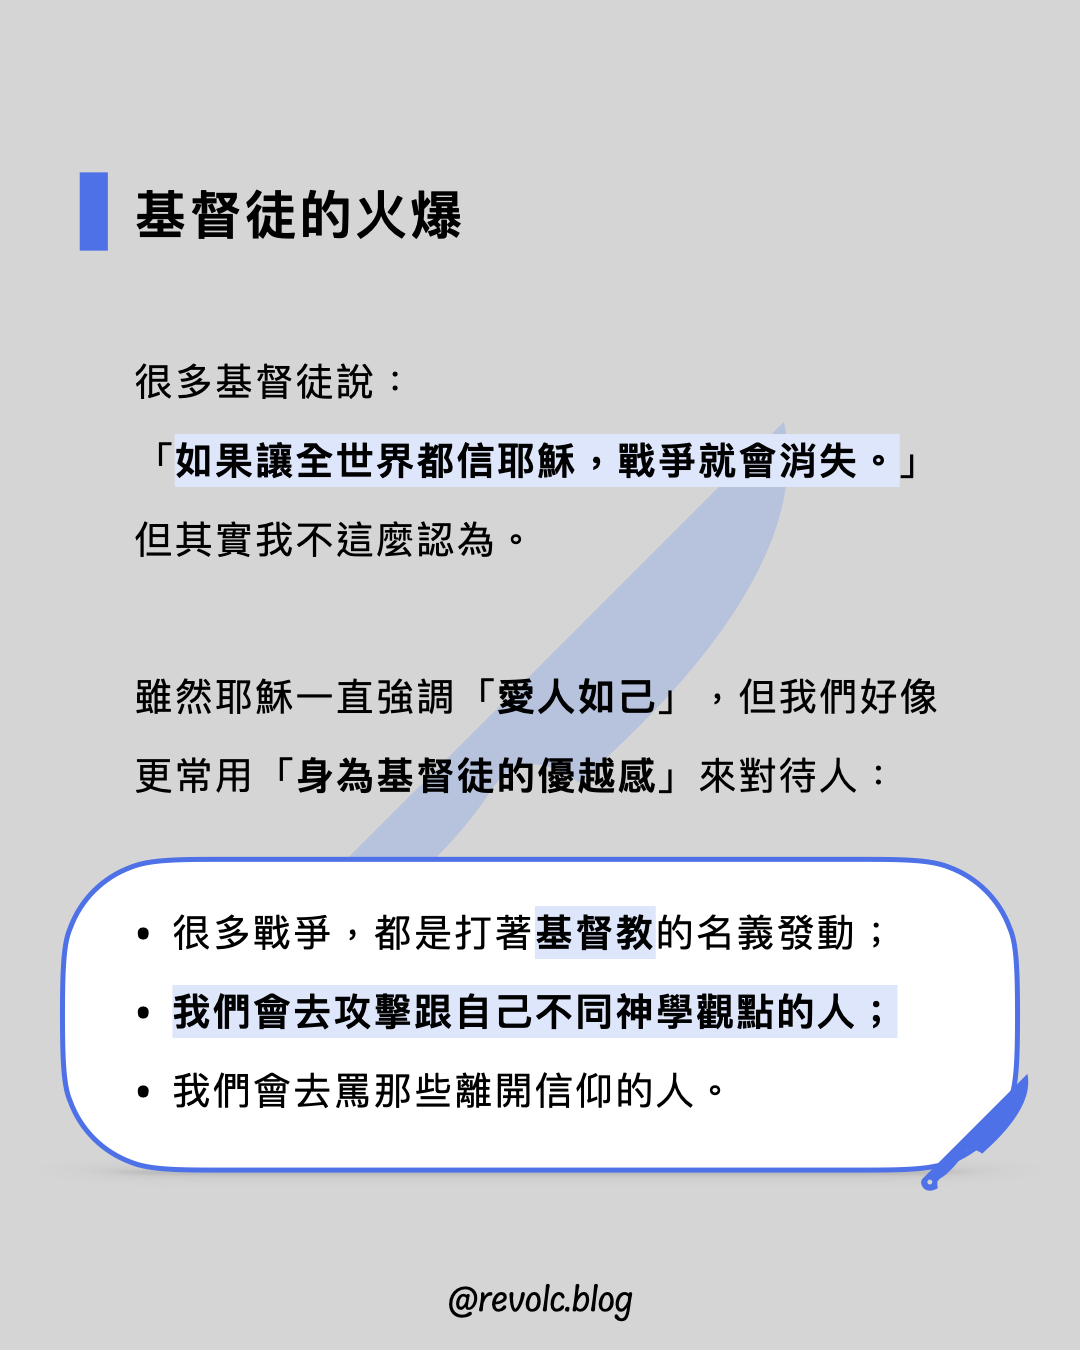 基督徒的火爆
很多基督徒說：
「如果讓全世界都信耶穌，戰爭就會消失。」
但其實我不這麼認為。
雖然耶穌一直強調「愛人如己」，但我們好像
更常用「身為基督徒的優越感」來對待人：
• 很多戰爭，都是打著基督教的名義發動；
• 我們會去攻擊跟自己不同神學觀點的人；
• 我們會去罵那些離開信仰的人。
@revolc.blog